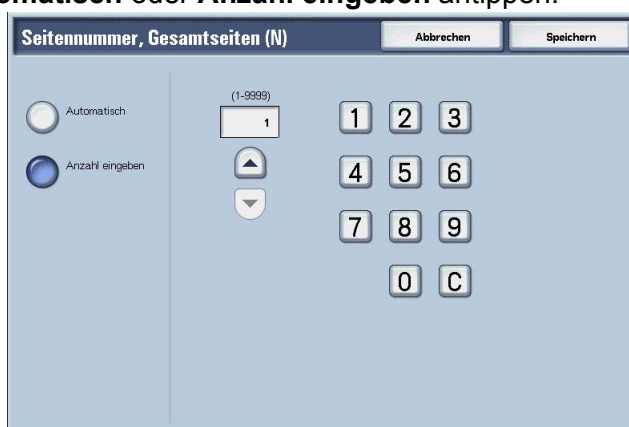 omatisch oder Anzahl eingeben antippen.
Seitennummer, Gesamtseiten (N)
Abbrechen
Speichern
Automatisch
Anzahl eingeben
(1-9999)
1
1 2 3
4 5 6
7 8 9
0 C